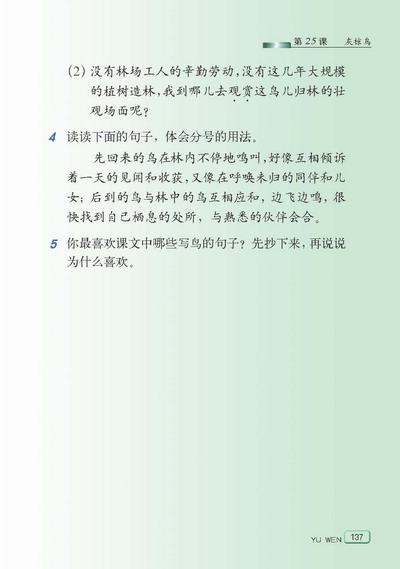 第25课 灰椋鸟
(2) 没有林场工人的辛勤劳动,没有这几年大规模
的植树造林,我到哪儿去观赏这鸟儿归林的壮
观场面呢?
4 读读下面的句子,体会分号的用法。
先回来的鸟在林内不停地鸣叫,好像互相倾诉
着一天的见闻和收获,又像在呼唤未归的同伴和儿
女;后到的鸟与林中的鸟互相应和,边飞边鸣,很
快找到自己栖息的处所,与熟悉的伙伴会合。
5 你最喜欢课文中哪些写鸟的句子?先抄下来,再说说
为什么喜欢。
YU WEN 137